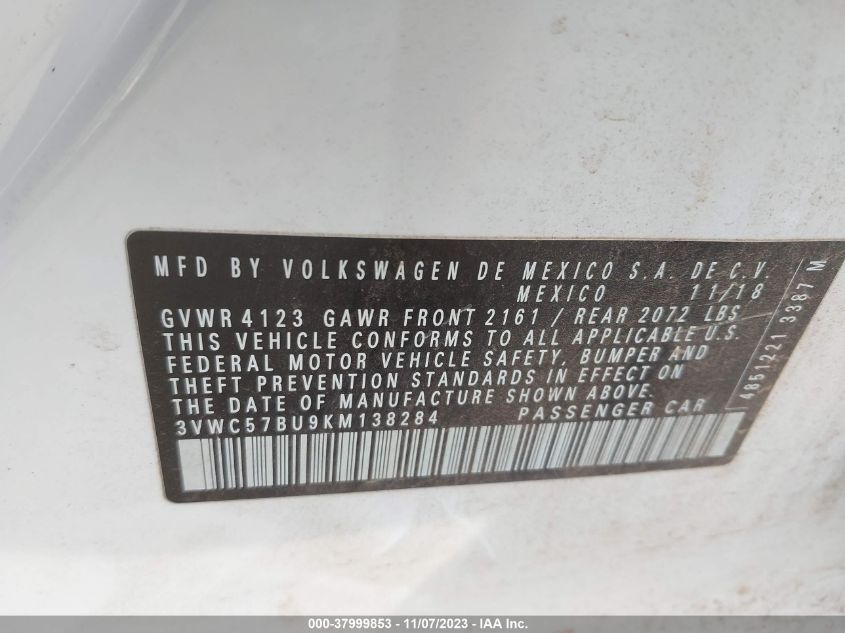 MFD BY VOLKSWAGEN DE MEXICO S.A. DE C.V.
MEXICO 11/18
GVWR 4123 GAWR FRONT 2161 / REAR 2072 LBS
THIS VEHICLE CONFORMS TO ALL APPLICABLE U.S.
FEDERAL MOTOR VEHICLE SAFETY, BUMPER AND
THEFT PREVENTION STANDARDS IN EFFECT ON
THE DATE OF MANUFACTURE SHOWN ABOVE.
3VWC57BU9KM138284 PASSENGER CAR
4851221 3387 M
000-37999853 — 11/07/2023 — IAA Inc.